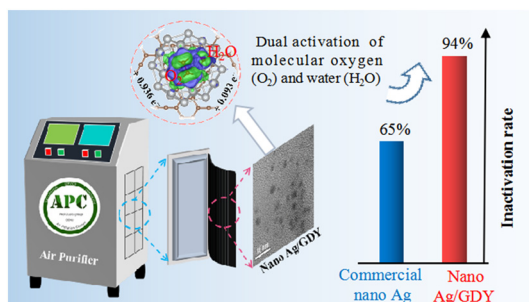 H₂O
O₂
- 0.936 e⁻
+ 0.093 e⁻
Dual activation of
molecular oxygen
(O₂) and water (H₂O)
94%
65%
Inactivation rate
APC
Air Purifier
Nano Ag/GDY
Commercial
nano Ag
Nano
Ag/GDY